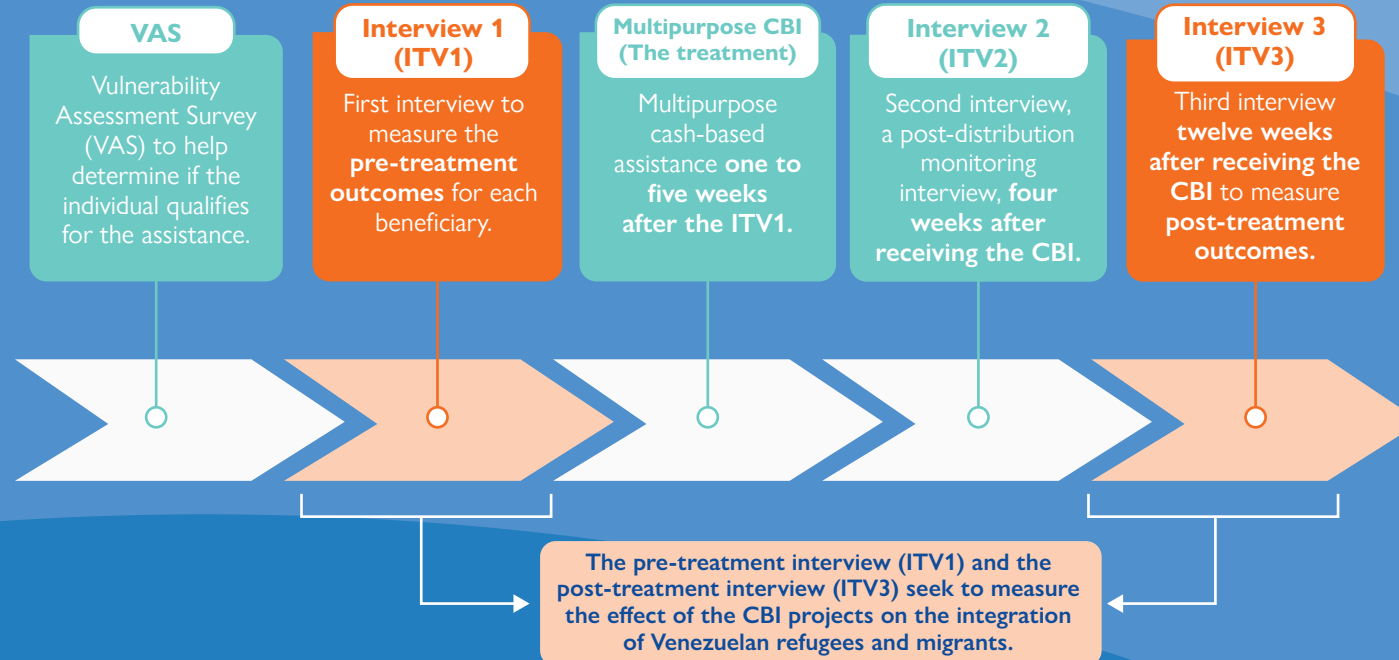 VAS
Vulnerability
Assessment Survey
(VAS) to help
determine if the
individual qualifies
for the assistance.
Interview 1
(ITV1)
First interview to
measure the
pre-treatment
outcomes for each
beneficiary.
Multipurpose CBI
(The treatment)
Multipurpose
cash-based
assistance one to
five weeks
after the ITV1.
Interview 2
(ITV2)
Second interview,
a post-distribution
monitoring
interview, four
weeks after
receiving the CBI.
Interview 3
(ITV3)
Third interview
twelve weeks
after receiving the
CBI to measure
post-treatment
outcomes.
The pre-treatment interview (ITV1) and the
post-treatment interview (ITV3) seek to measure
the effect of the CBI projects on the integration
of Venezuelan refugees and migrants.